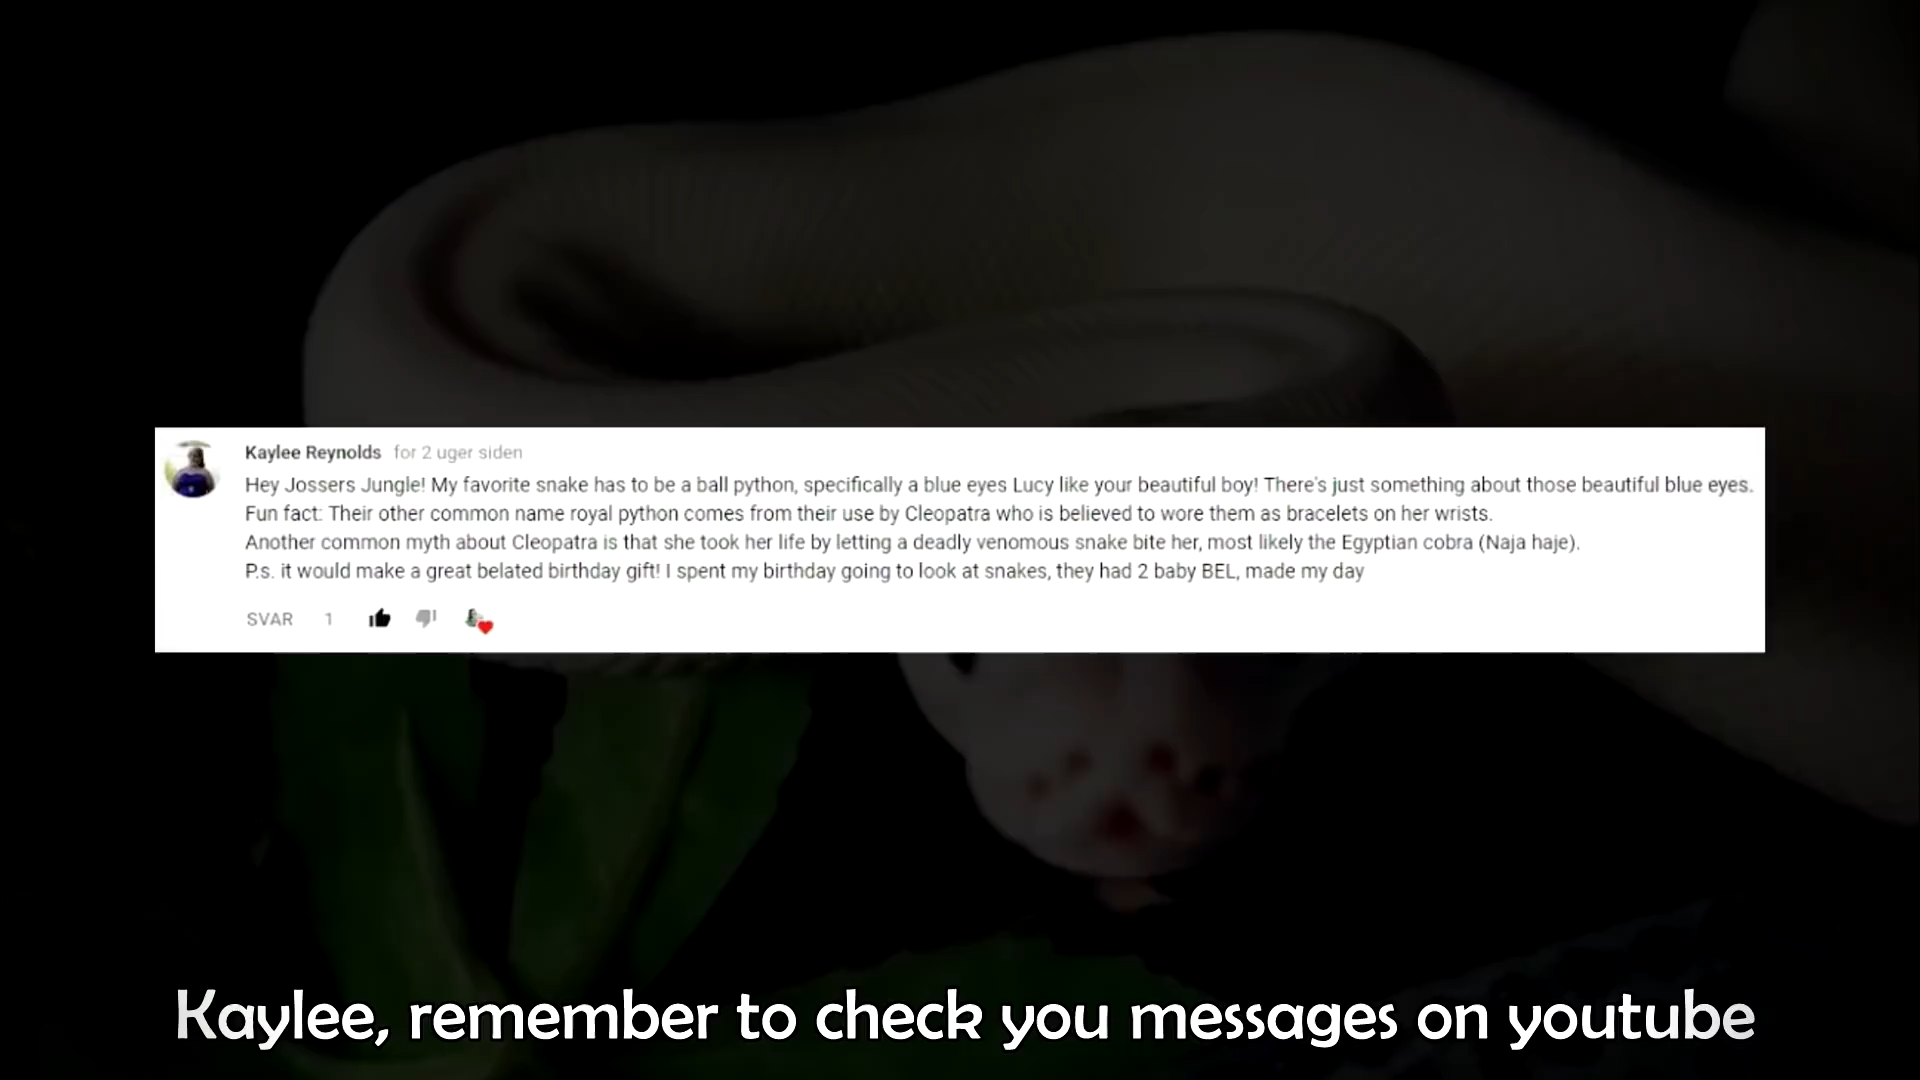 Kaylee Reynolds for 2 uger siden
Hey Jossers Jungle! My favorite snake has to be a ball python, specifically a blue eyes Lucy like your beautiful boy! There's just something about those beautiful blue eyes.
Fun fact: Their other common name royal python comes from their use by Cleopatra who is believed to wore them as bracelets on her wrists.
Another common myth about Cleopatra is that she took her life by letting a deadly venomous snake bite her, most likely the Egyptian cobra (Naja haje).
P.s. it would make a great belated birthday gift! I spent my birthday going to look at snakes, they had 2 baby BEL, made my day
SVAR 1
Kaylee, remember to check you messages on youtube